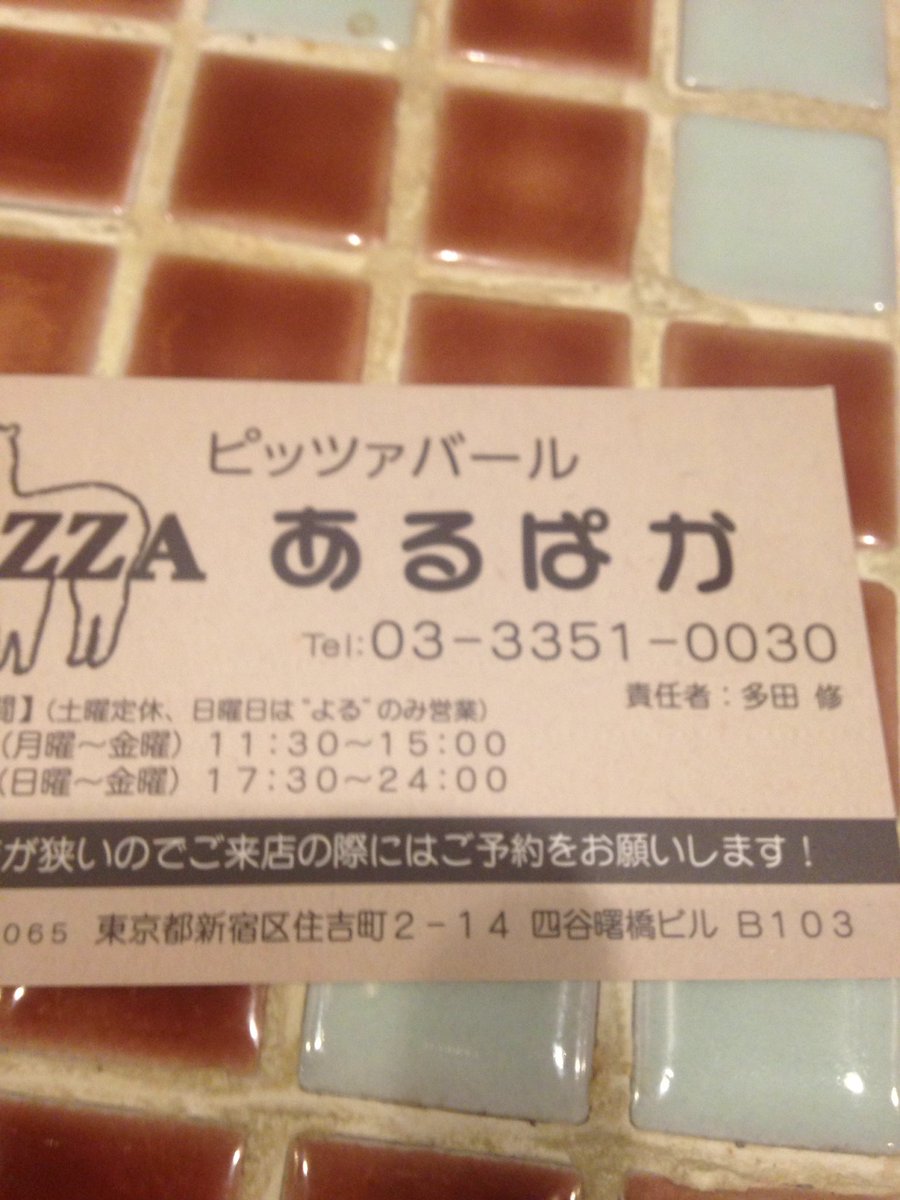 ピッツァバール
ZZA あるぱか
Tel:03-3351-0030
責任者：多田 修
間】（土曜定休、日曜日は"よる"のみ営業）
（月曜～金曜）11:30～15:00
（日曜～金曜）17:30～24:00
が狭いのでご来店の際にはご予約をお願いします！
065 東京都新宿区住吉町2-14 四谷曙橋ビル B103